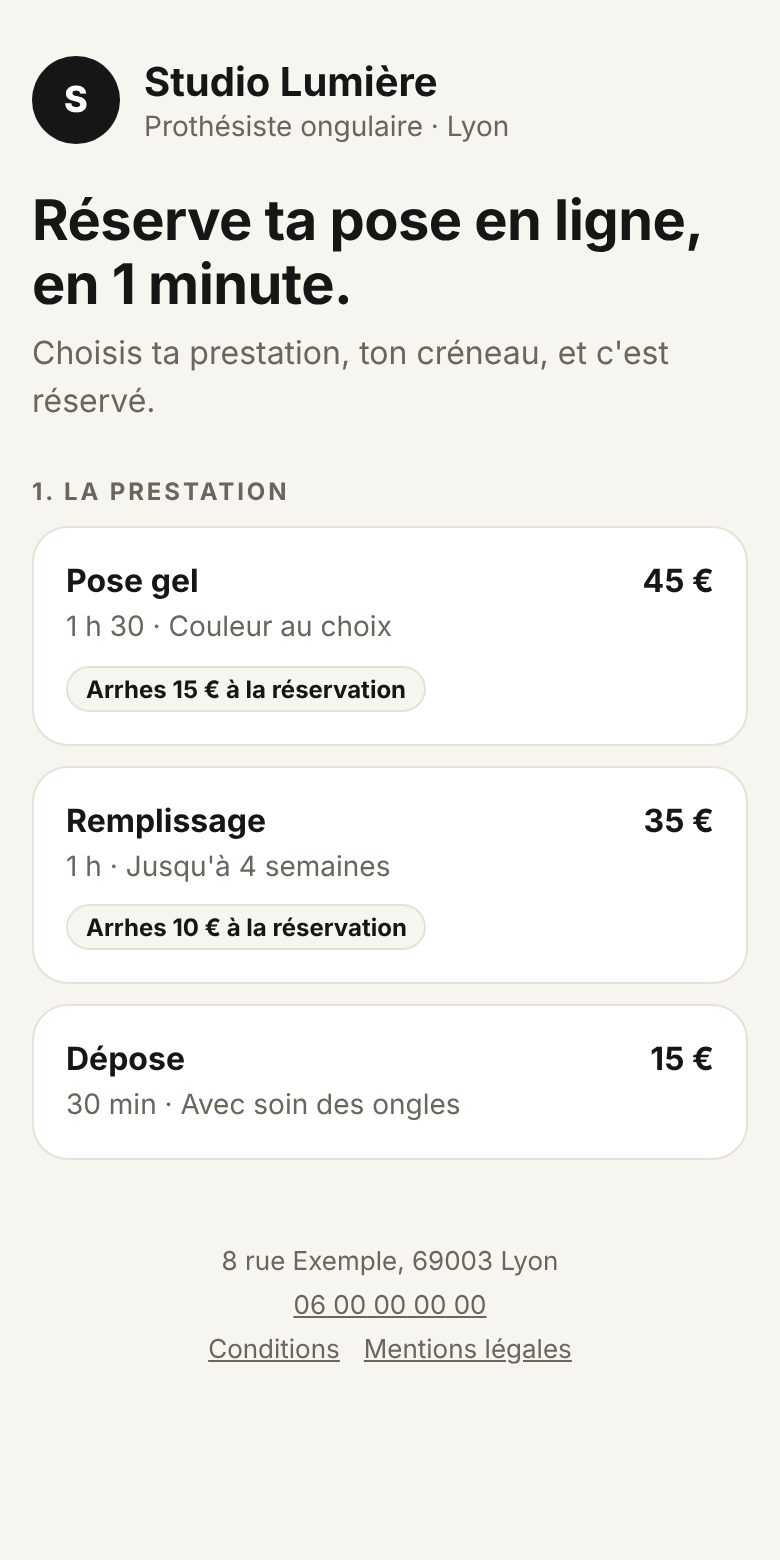 S
Studio Lumière
Prothésiste ongulaire · Lyon
Réserve ta pose en ligne,
en 1 minute.
Choisis ta prestation, ton créneau, et c'est
réservé.
1. LA PRESTATION
Pose gel 45 €
1 h 30 · Couleur au choix
Arrhes 15 € à la réservation
Remplissage 35 €
1 h · Jusqu'à 4 semaines
Arrhes 10 € à la réservation
Dépose 15 €
30 min · Avec soin des ongles
8 rue Exemple, 69003 Lyon
06 00 00 00 00
Conditions Mentions légales